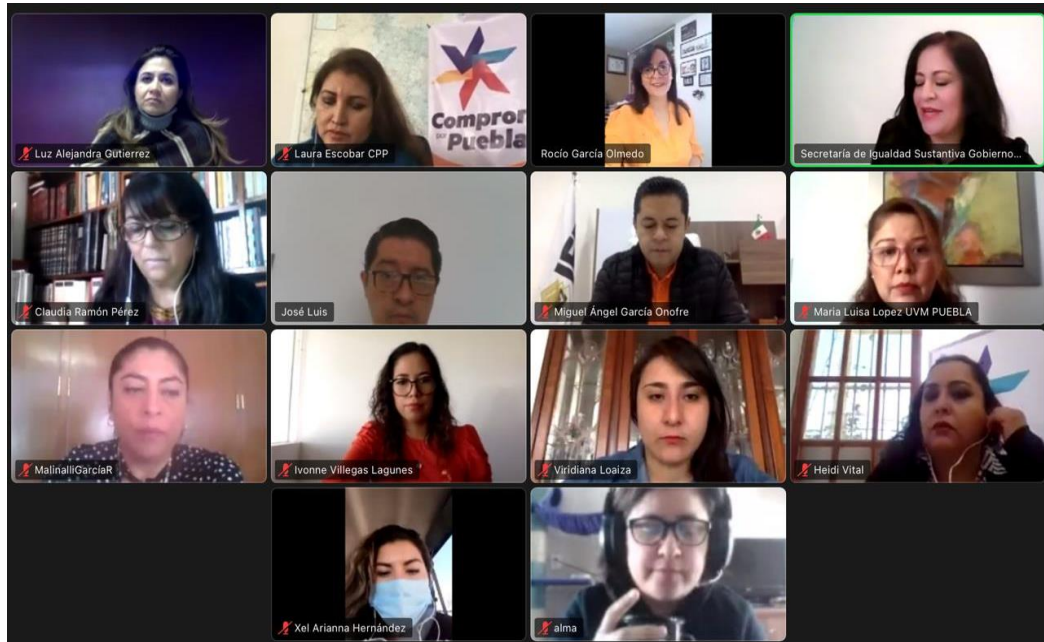 Luz Alejandra Gutierrez
Compror
por
Puebla
Laura Escobar CPP
Rocío García Olmedo
Secretaría de Igualdad Sustantiva Gobierno...
Claudia Ramón Pérez
José Luis
Miguel Ángel García Onofre
Maria Luisa Lopez UVM PUEBLA
MalinalliGarcíaR
Ivonne Villegas Lagunes
Viridiana Loaiza
Heidi Vital
Xel Arianna Hernández
alma